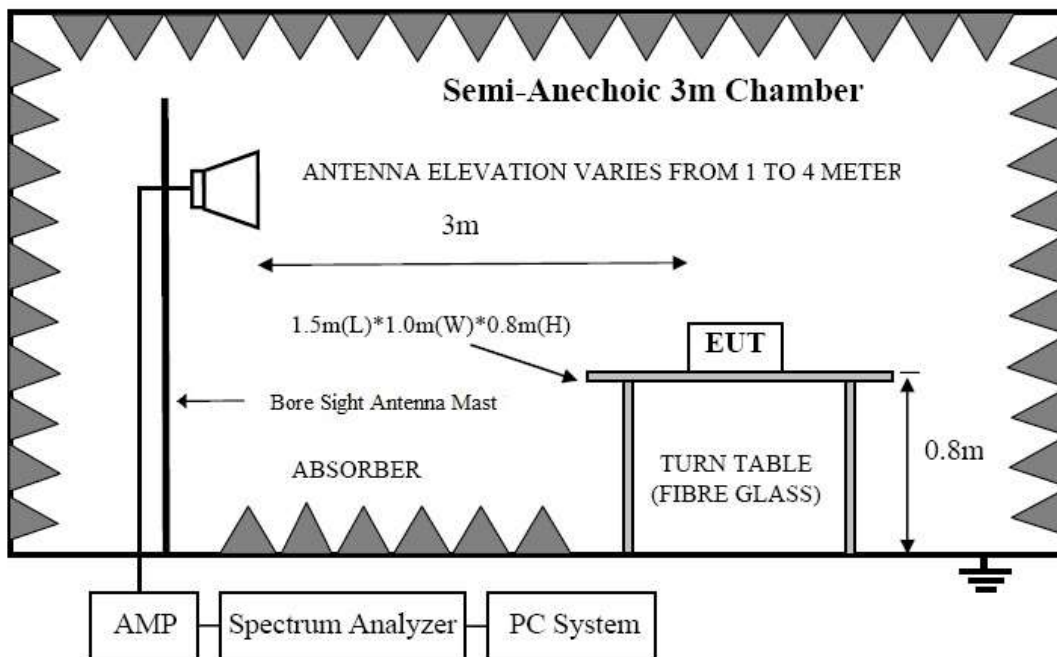 Semi-Anechoic 3m Chamber
ANTENNA ELEVATION VARIES FROM 1 TO 4 METER
3m
1.5m(L)*1.0m(W)*0.8m(H)
EUT
Bore Sight Antenna Mast
0.8m
ABSORBER
TURN TABLE
(FIBRE GLASS)
AMP
Spectrum Analyzer
PC System